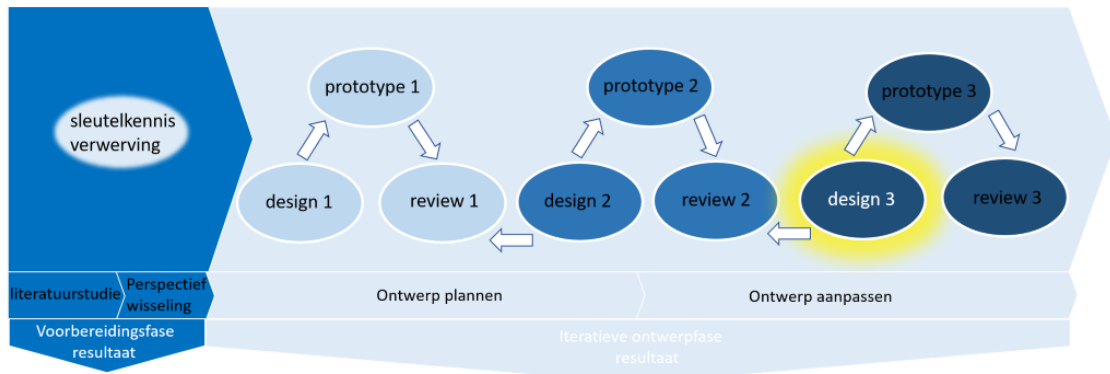 sleutelkennis
verwerving
prototype 1
design 1
review 1
prototype 2
design 2
review 2
prototype 3
design 3
review 3
literatuurstudie
Perspectief
wisseling
Ontwerp plannen
Ontwerp aanpassen
Voorbereidingsfase
resultaat
Iteratieve ontwerpfase
resultaat